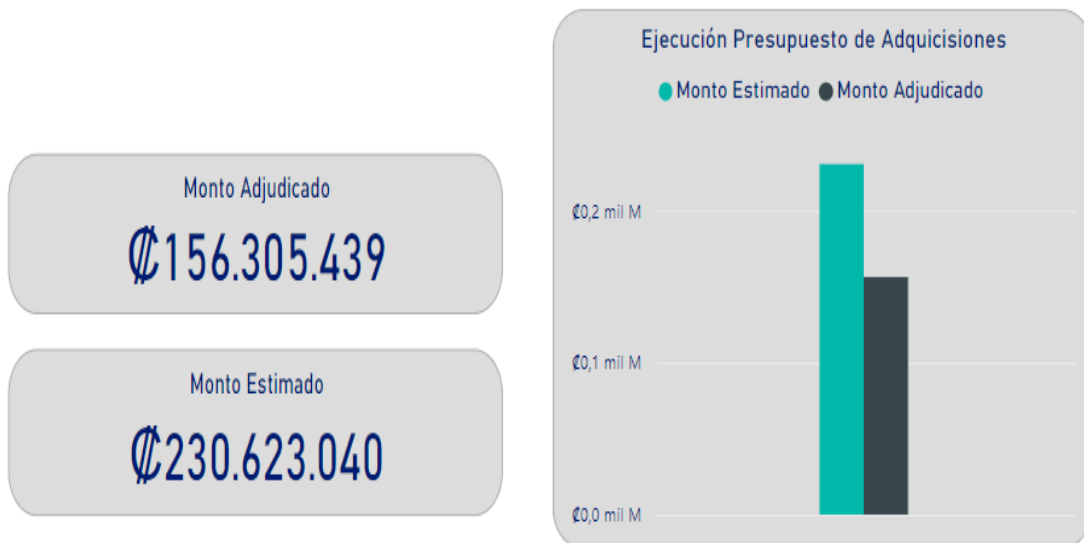 Monto Adjudicado
₡156.305.439
Monto Estimado
₡230.623.040
Ejecución Presupuesto de Adquicisiones
Monto Estimado
Monto Adjudicado
₡0,2 mil M
₡0,1 mil M
₡0,0 mil M